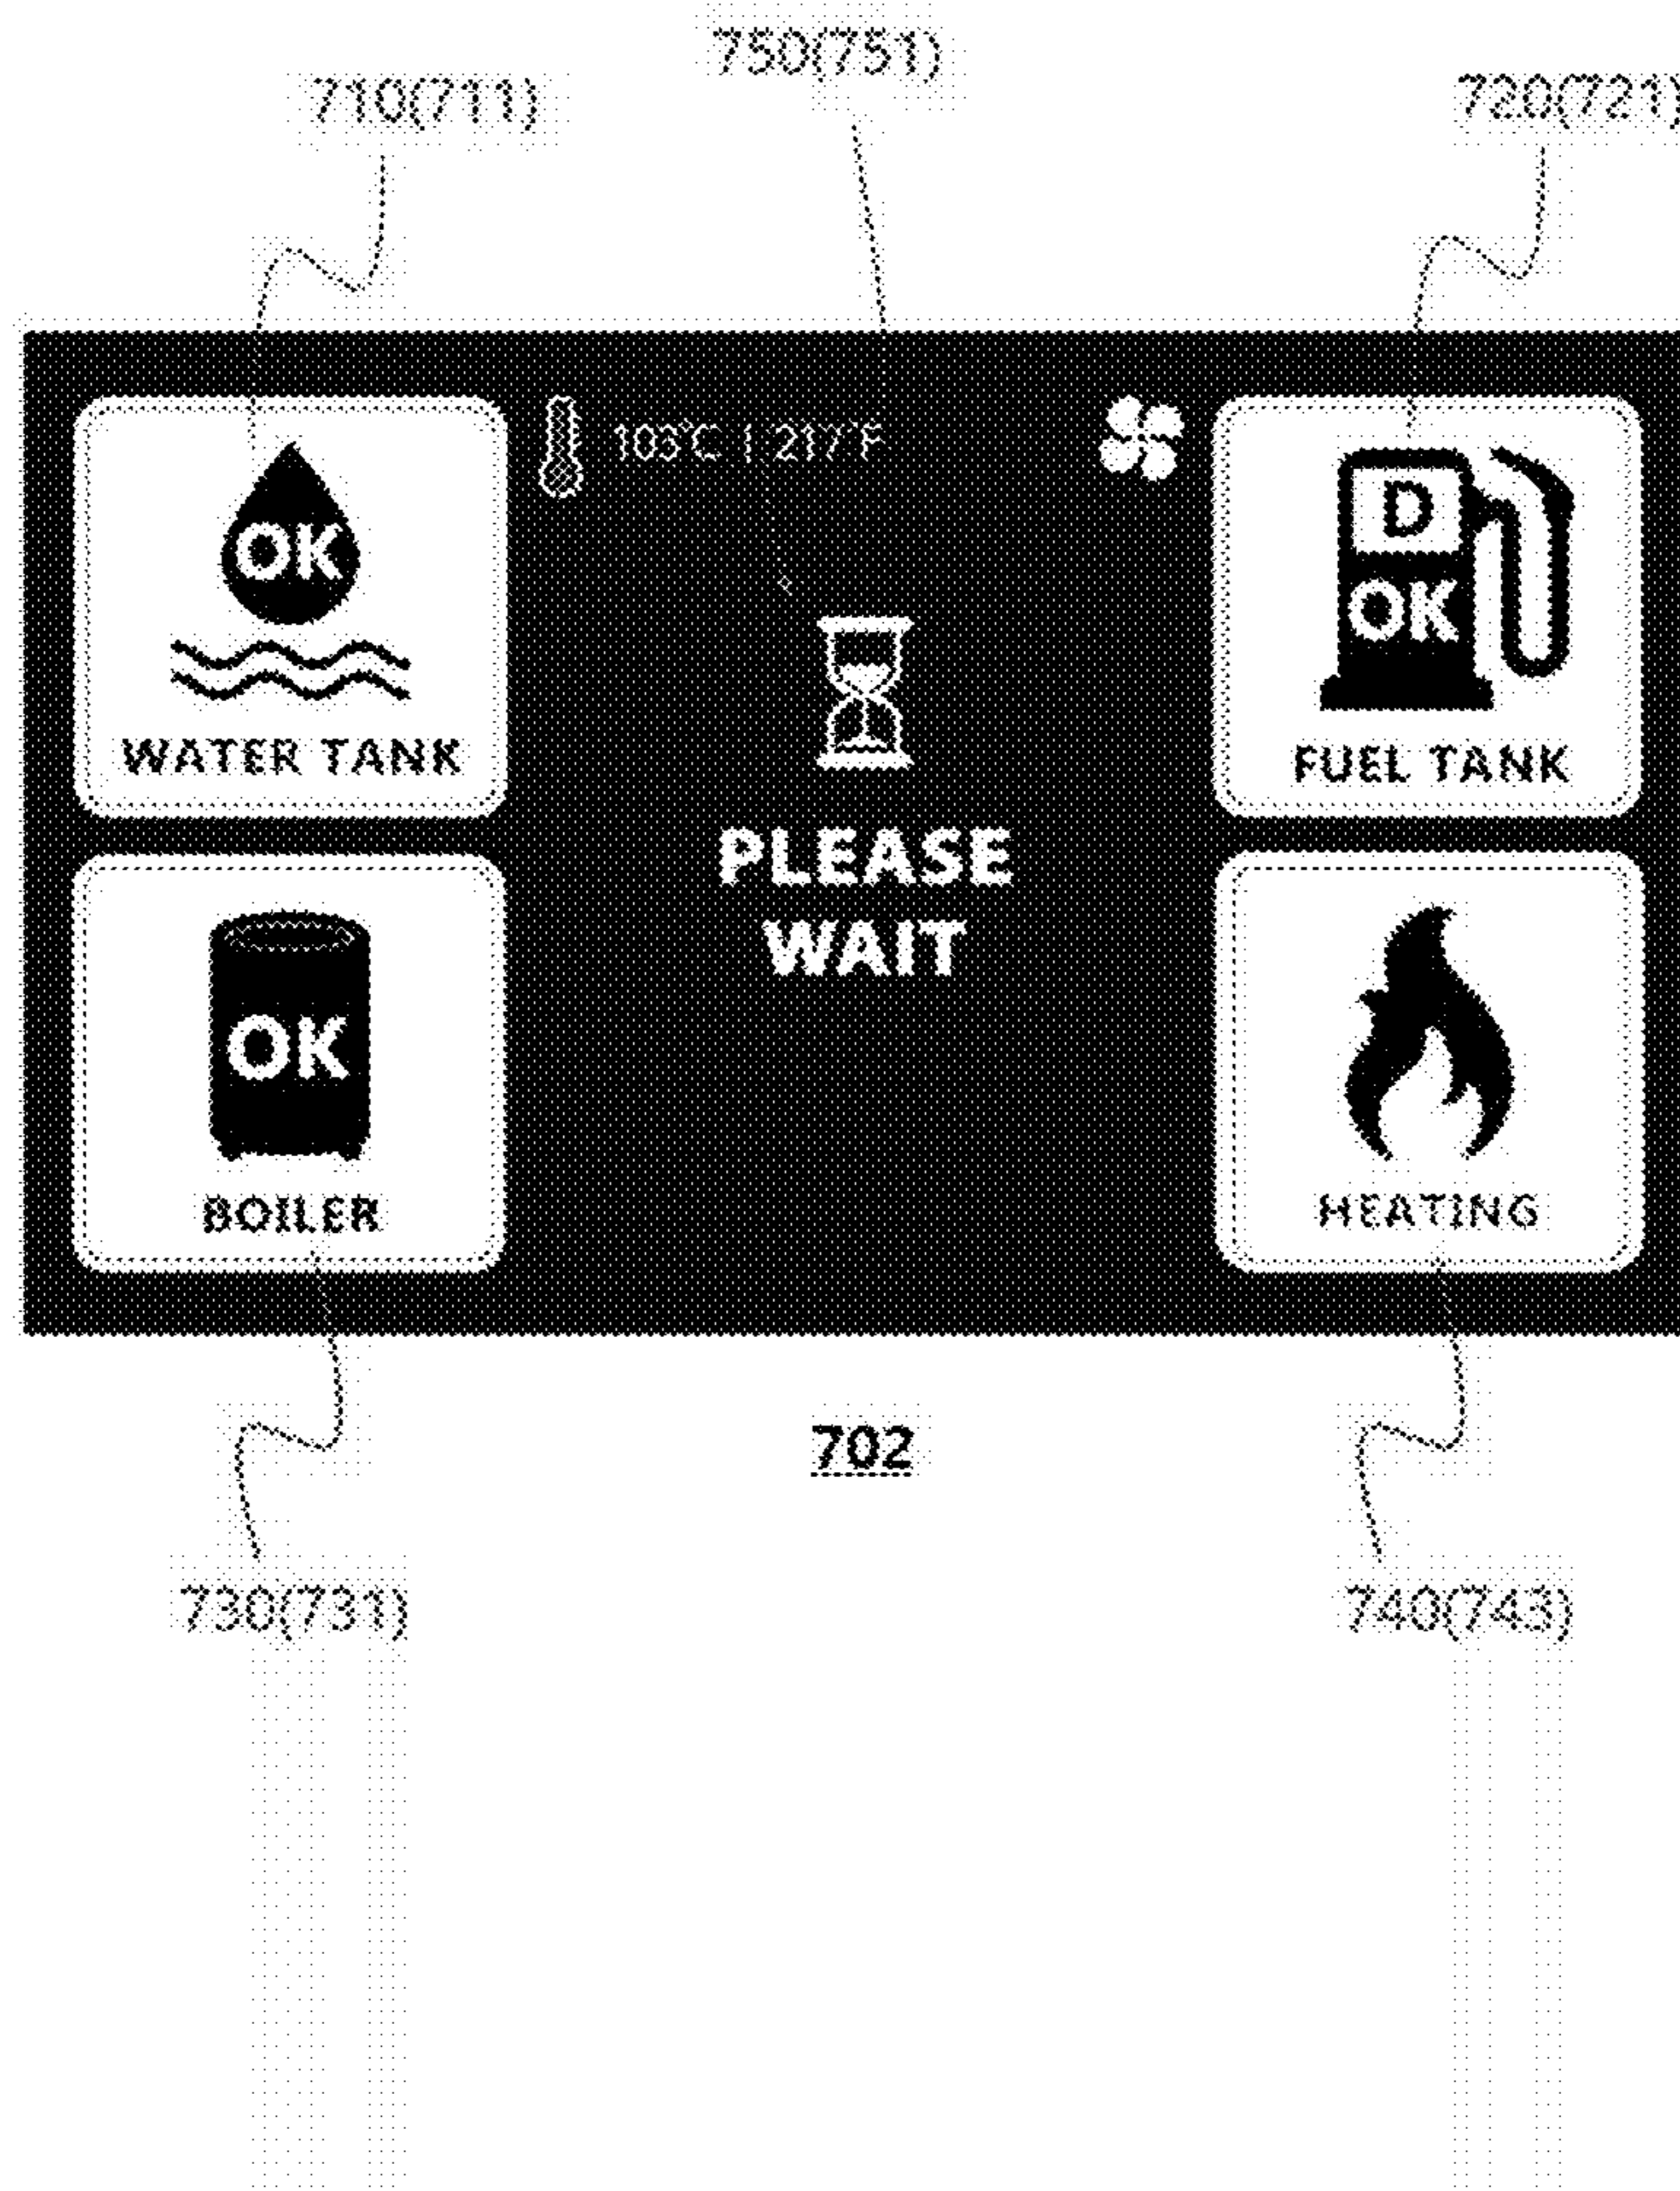 750(751)
710(711)
720(721)
103°C | 217°F
OK
D
OK
WATER TANK
FUEL TANK
PLEASE
WAIT
OK
BOILER
HEATING
702
730(731)
740(743)